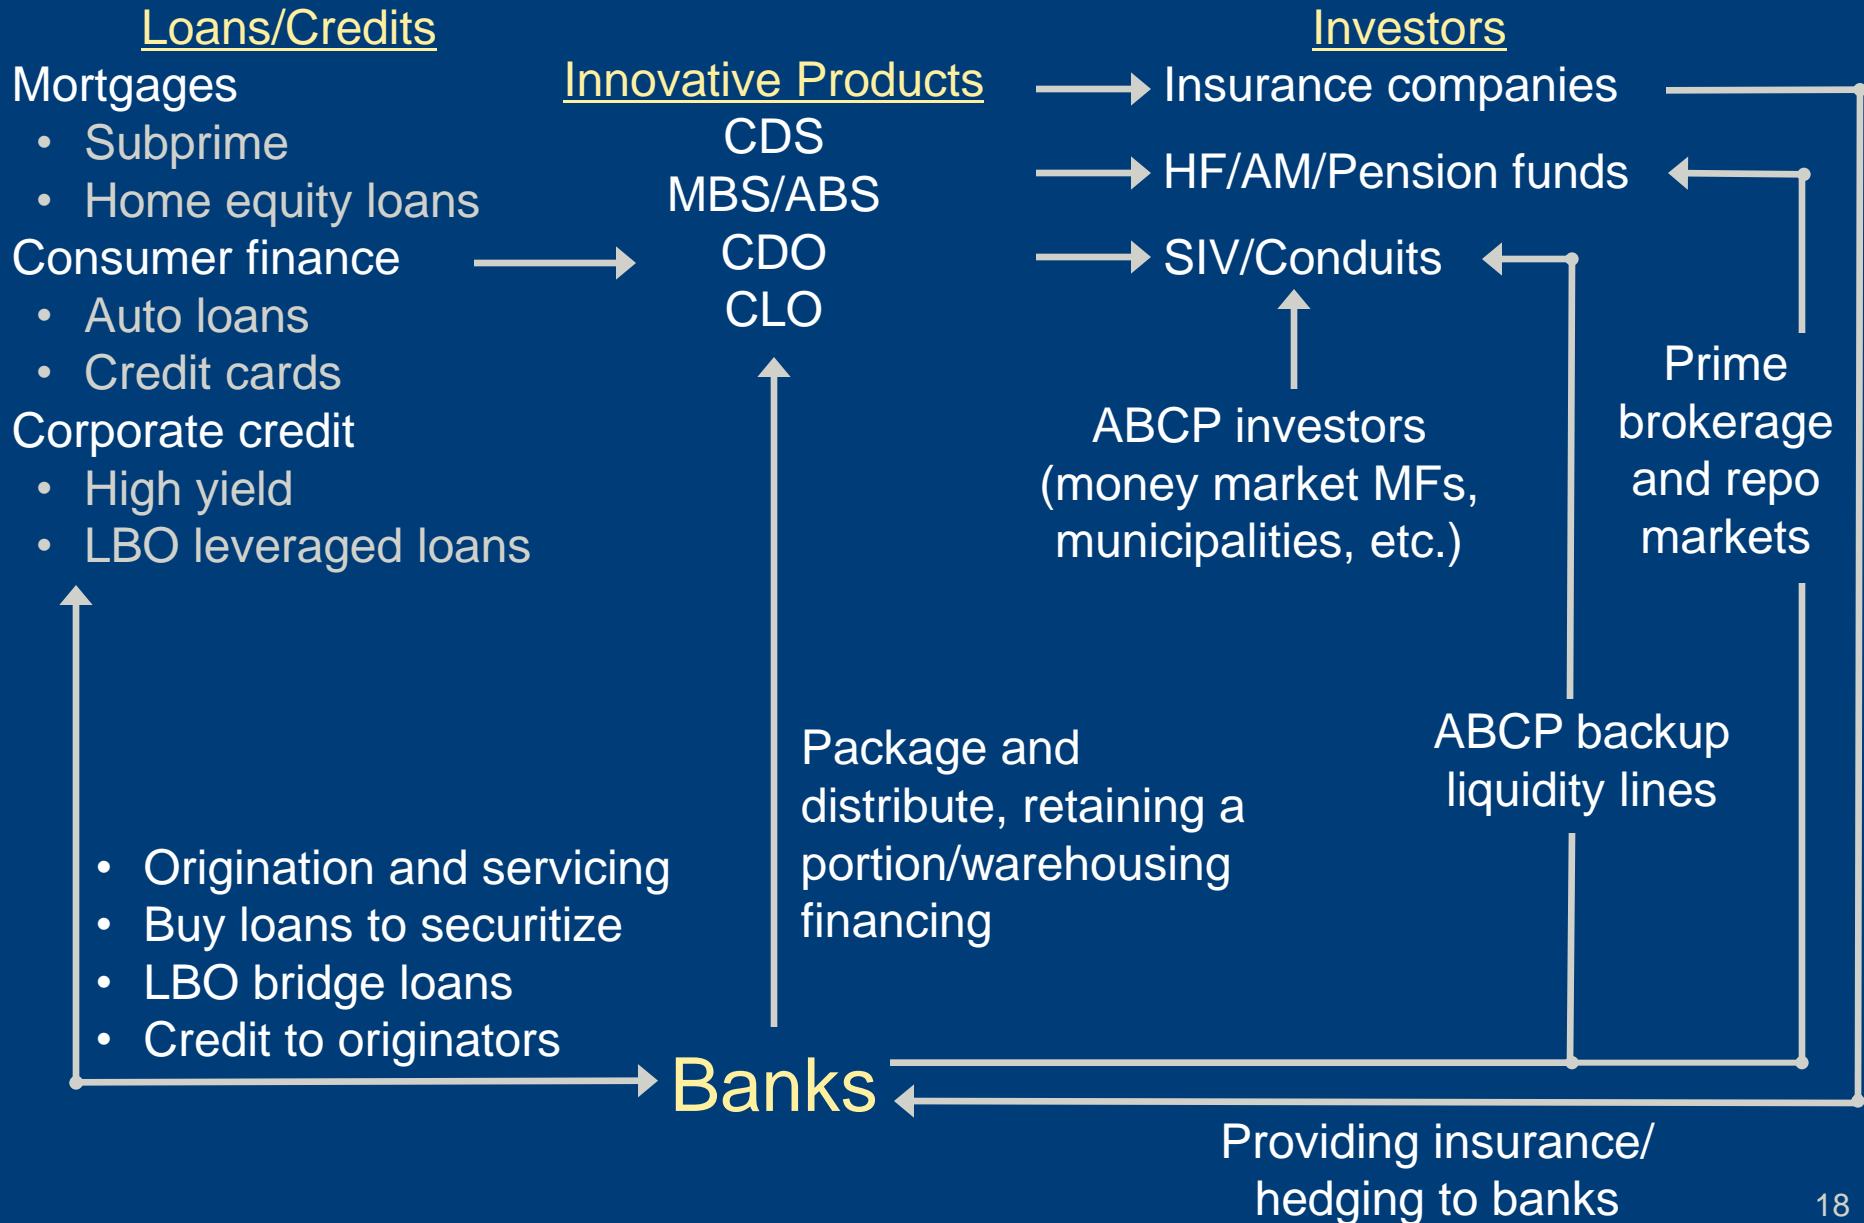 Loans/Credits
Mortgages
• Subprime
• Home equity loans
Consumer finance
• Auto loans
• Credit cards
Corporate credit
• High yield
• LBO leveraged loans
Innovative Products
CDS
MBS/ABS
CDO
CLO
Investors
Insurance companies
HF/AM/Pension funds
SIV/Conduits
ABCP investors
(money market MFs,
municipalities, etc.)
Prime
brokerage
and repo
markets
ABCP backup
liquidity lines
Package and
distribute, retaining a
portion/warehousing
financing
• Origination and servicing
• Buy loans to securitize
• LBO bridge loans
• Credit to originators
Banks
Providing insurance/
hedging to banks
18